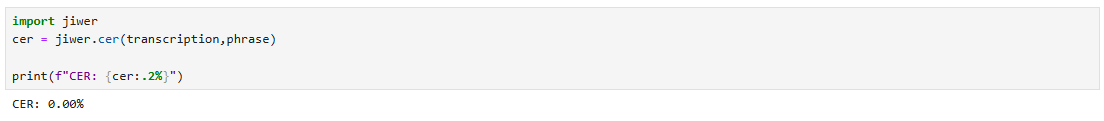 import jiwer
cer = jiwer.cer(transcription,phrase)
print(f"CER: {cer:.2%}")
CER: 0.00%